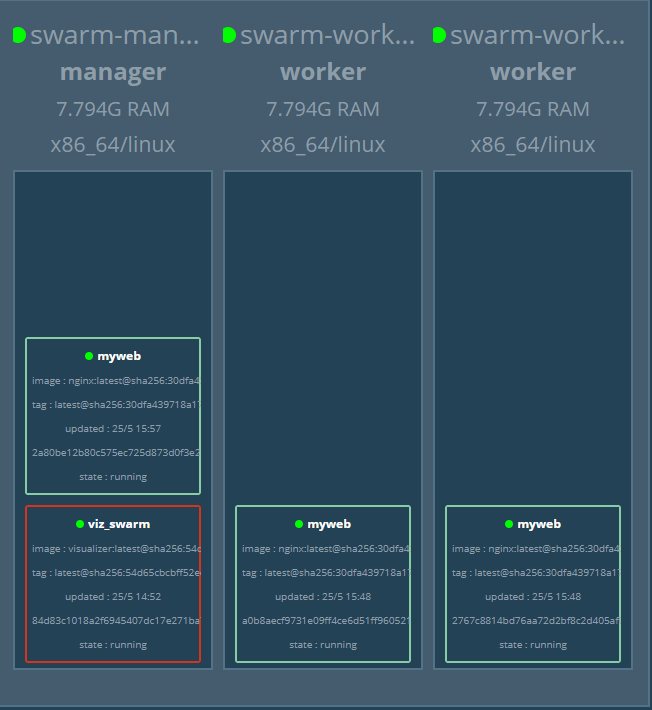 swarm-man...
manager
7.794G RAM
x86_64/linux
myweb
image : nginx:latest@sha256:30dfa4
tag : latest@sha256:30dfa439718a17
updated : 25/5 15:57
2a80be12b80c575ec725d873d0f3e2
state : running
viz_swarm
image : visualizer:latest@sha256:54d
tag : latest@sha256:54d65cbcbff52e
updated : 25/5 14:52
84d83c1018a2f6945407dc17e271ba
state : running
swarm-work...
worker
7.794G RAM
x86_64/linux
myweb
image : nginx:latest@sha256:30dfa4
tag : latest@sha256:30dfa439718a17
updated : 25/5 15:48
a0b8aecf9731e09ff4ce6d51ff960521
state : running
swarm-work...
worker
7.794G RAM
x86_64/linux
myweb
image : nginx:latest@sha256:30dfa4
tag : latest@sha256:30dfa439718a17
updated : 25/5 15:48
2767c8814bd76aa72d2bf8c2d405af
state : running